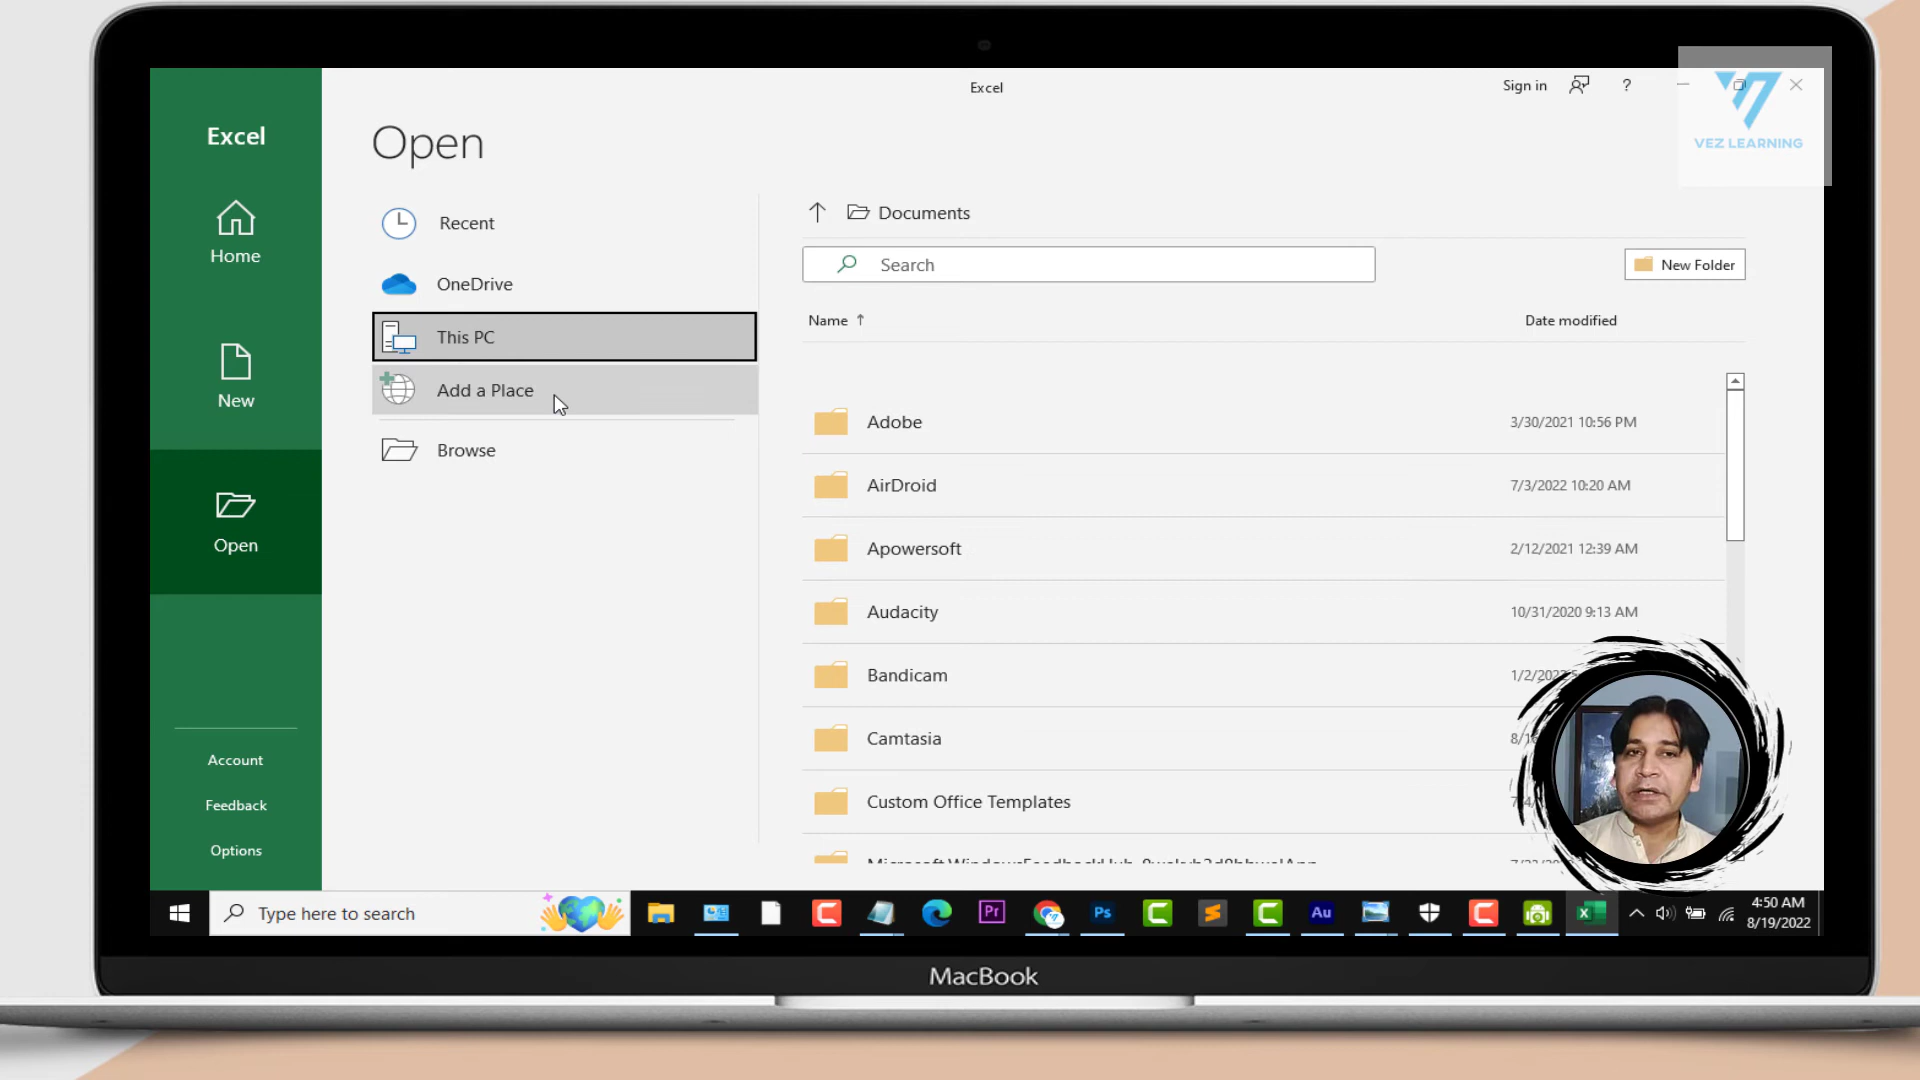 Excel
Sign in
?
VEZ LEARNING
Excel
Home
New
Open
Account
Feedback
Options
Open
Recent
OneDrive
This PC
Add a Place
Browse
Documents
Search
New Folder
Name
Date modified
Adobe
3/30/2021 10:56 PM
AirDroid
7/3/2022 10:20 AM
Apowersoft
2/12/2021 12:39 AM
Audacity
10/31/2020 9:13 AM
Bandicam
Camtasia
Custom Office Templates
Type here to search
Pr
Ps
Au
4:50 AM
8/19/2022
MacBook